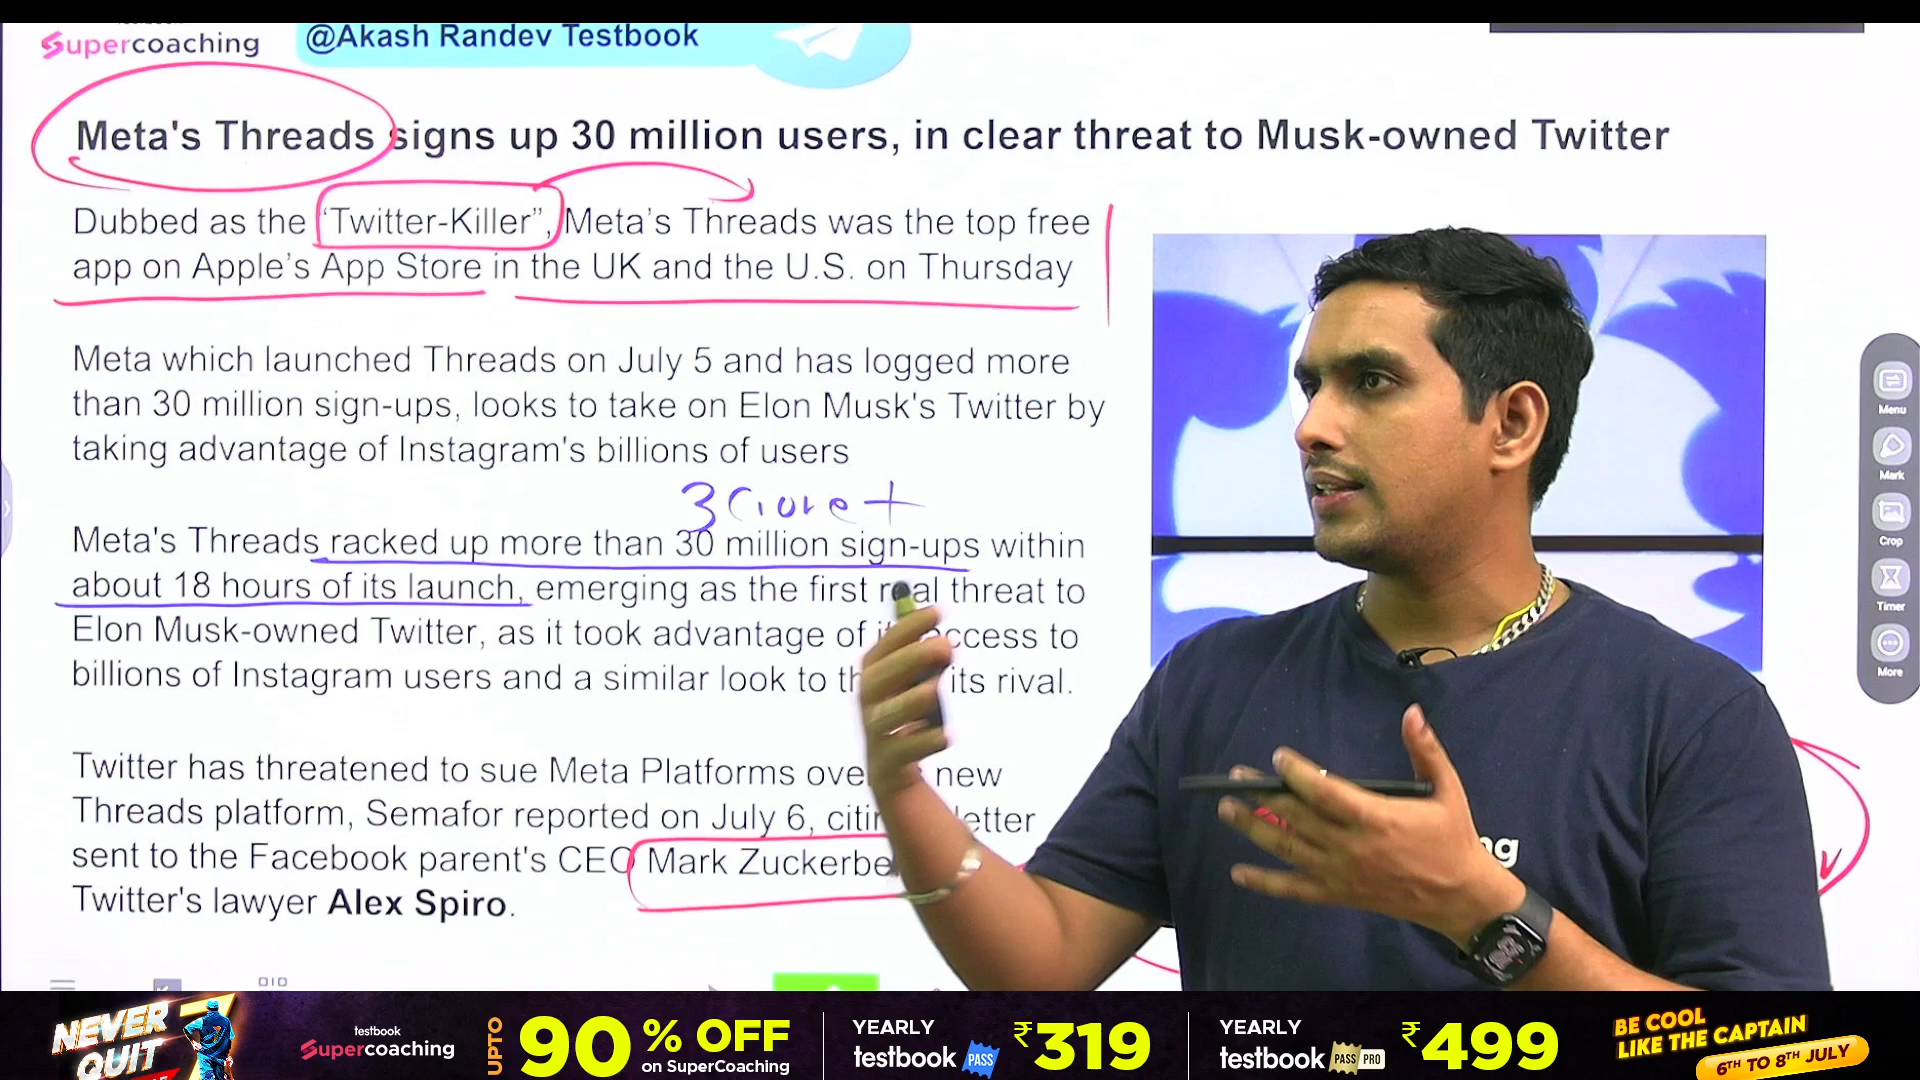 Supercoaching
@Akash Randev Testbook
Meta's Threads signs up 30 million users, in clear threat to Musk-owned Twitter
Dubbed as the "Twitter-Killer", Meta's Threads was the top free
app on Apple's App Store in the UK and the U.S. on Thursday
Meta which launched Threads on July 5 and has logged more
than 30 million sign-ups, looks to take on Elon Musk's Twitter by
taking advantage of Instagram's billions of users
3 Crore +
Meta's Threads racked up more than 30 million sign-ups within
about 18 hours of its launch, emerging as the first real threat to
Elon Musk-owned Twitter, as it took advantage of its access to
billions of Instagram users and a similar look to its rival.
Twitter has threatened to sue Meta Platforms over new
Threads platform, Semafor reported on July 6, letter
sent to the Facebook parent's CEO Mark
Twitter's lawyer Alex Spiro.
Menu
Mark
Crop
Timer
More
NEVER
QUIT
testbook
Supercoaching
UPTO
90% OFF
on SuperCoaching
YEARLY
testbook PASS
₹319
YEARLY
testbook PASS PRO
₹499
BE COOL
LIKE THE CAPTAIN
6TH TO 8TH JULY